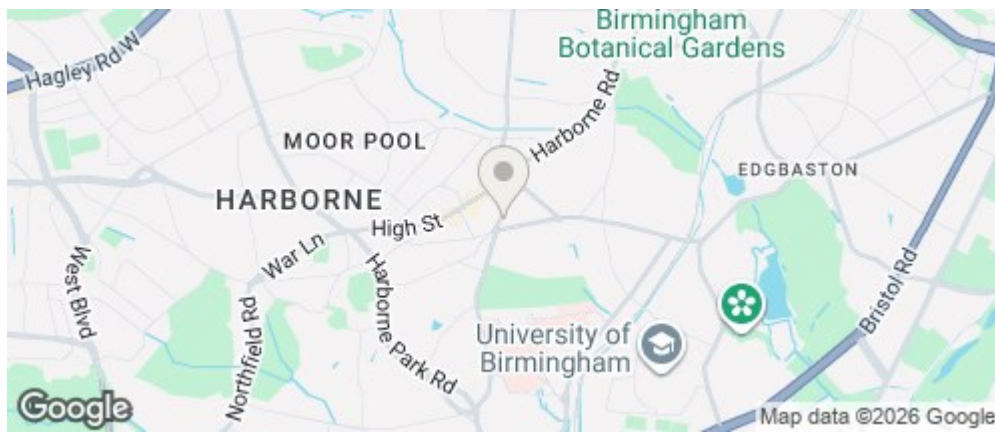 Birmingham
Botanical Gardens
Hagley Rd W
Harborne Rd
MOOR POOL
EDGBASTON
HARBORNE
High St
War Ln
West Blvd
Harborne Park Rd
Northfield Rd
Bristol Rd
University of
Birmingham
Google
Map data ©2026 Google